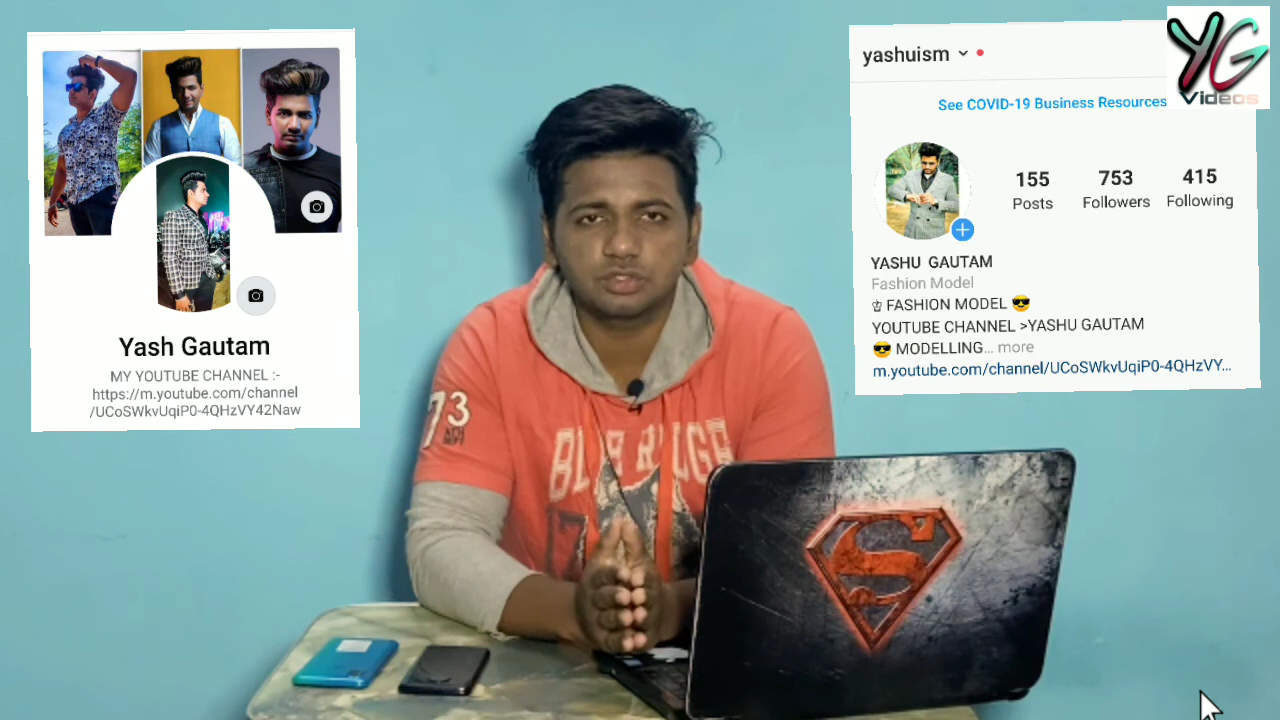 Yash Gautam
MY YOUTUBE CHANNEL :-
https://m.youtube.com/channel
/UCoSWkvUqiP0-4QHzVY42Naw
yashuism
See COVID-19 Business Resources
155
753
415
Posts
Followers
Following
YASHU GAUTAM
Fashion Model
♔ FASHION MODEL 😎
YOUTUBE CHANNEL >YASHU GAUTAM
😎 MODELLING... more
m.youtube.com/channel/UCoSWkvUqiP0-4QHzVY...
YG
Videos
73
S